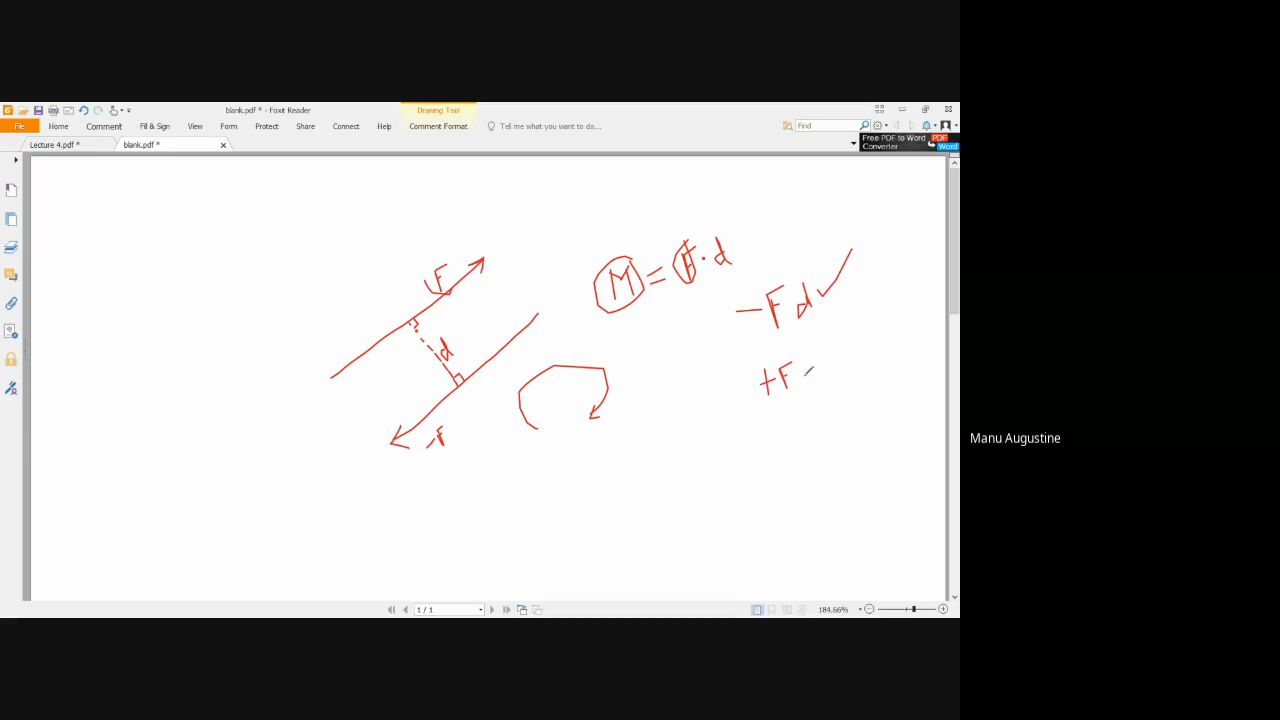 blank.pdf * - Foxit Reader
Drawing Tool
File Home Comment Fill & Sign View Form Protect Share Connect Help Comment Format Tell me what you want to do... Find
Lecture 4.pdf * blank.pdf *
Free PDF to Word Converter
PDF
Word
F
M = F . d
- F d
d
+ F
- F
Manu Augustine
1 / 1
184.66%